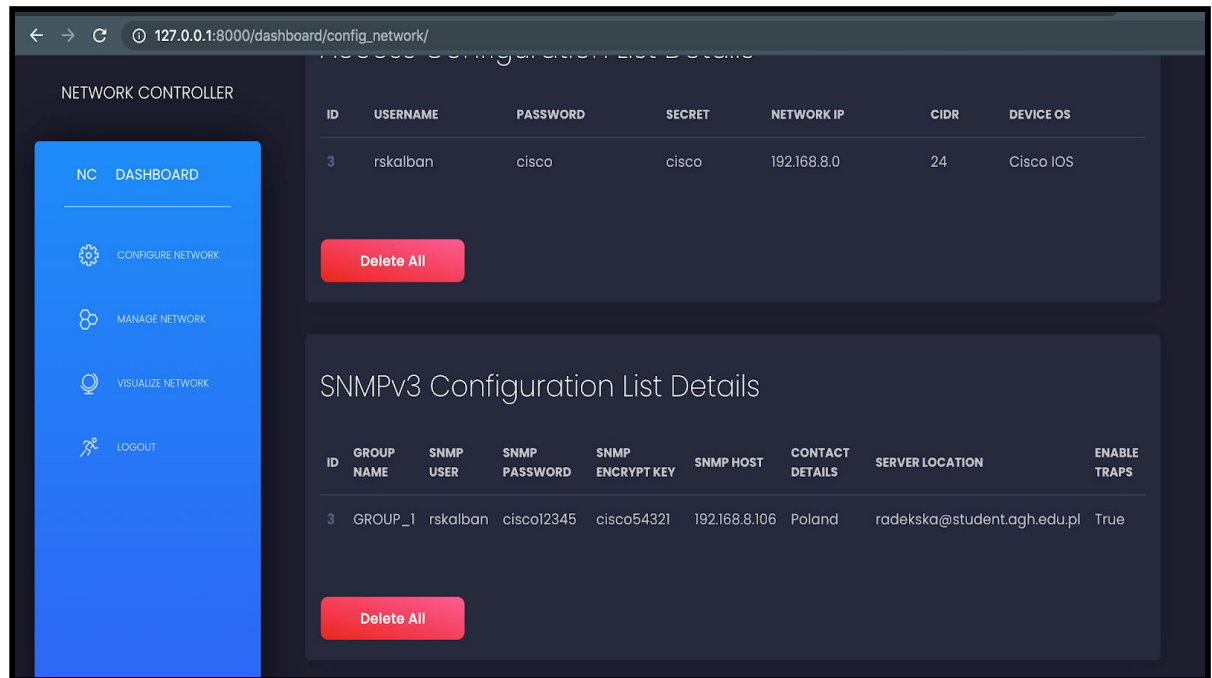 127.0.0.1:8000/dashboard/config_network/
NETWORK CONTROLLER
NC DASHBOARD
CONFIGURE NETWORK
MANAGE NETWORK
VISUALIZE NETWORK
LOGOUT
Access Configuration List Details
ID USERNAME PASSWORD SECRET NETWORK IP CIDR DEVICE OS
3 rskalban cisco cisco 192.168.8.0 24 Cisco IOS
Delete All
SNMPv3 Configuration List Details
ID GROUP NAME SNMP USER SNMP PASSWORD SNMP ENCRYPT KEY SNMP HOST CONTACT DETAILS SERVER LOCATION ENABLE TRAPS
3 GROUP_1 rskalban cisco12345 cisco54321 192.168.8.106 Poland radekska@student.agh.edu.pl True
Delete All